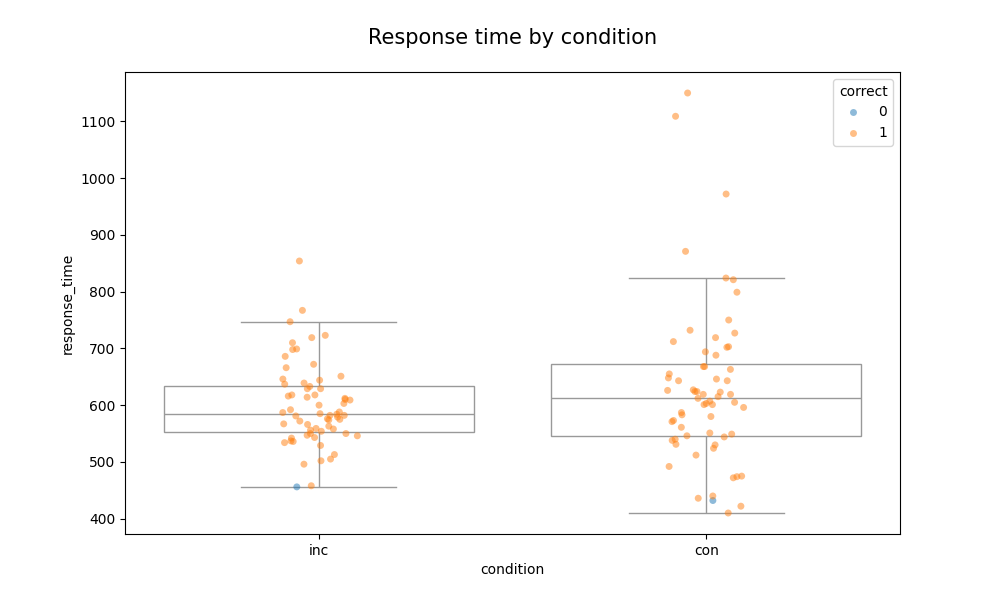 Response time by condition
correct
0
1
response_time
1100
1000
900
800
700
600
500
400
inc
con
condition